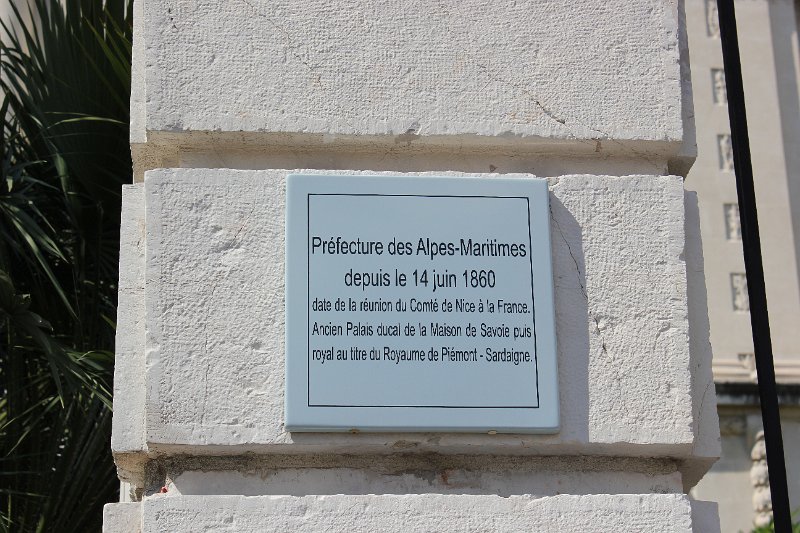 Préfecture des Alpes-Maritimes
depuis le 14 juin 1860
date de la réunion du Comté de Nice à la France.
Ancien Palais ducal de la Maison de Savoie puis
royal au titre du Royaume de Piémont - Sardaigne.